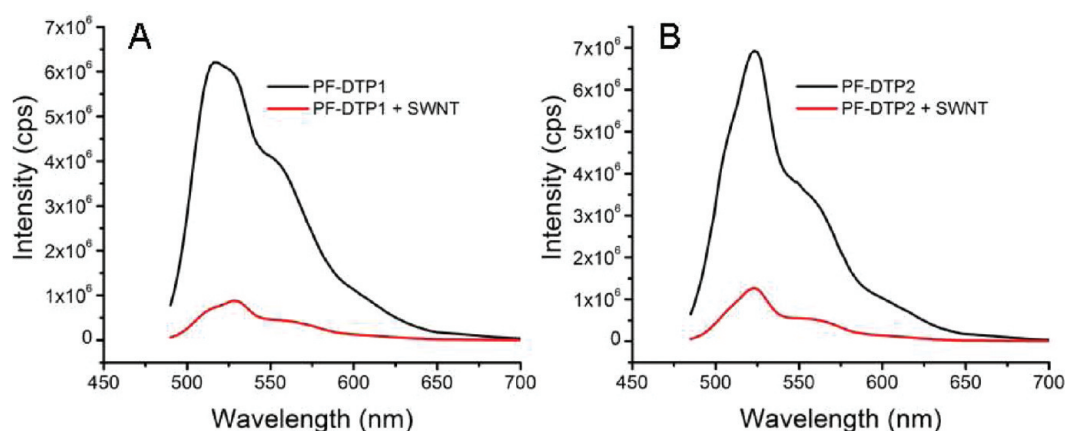 A
7x10⁶
6x10⁶
5x10⁶
4x10⁶
3x10⁶
2x10⁶
1x10⁶
0
Intensity (cps)
PF-DTP1
PF-DTP1 + SWNT
450 500 550 600 650 700
Wavelength (nm)
B
7x10⁶
6x10⁶
5x10⁶
4x10⁶
3x10⁶
2x10⁶
1x10⁶
0
Intensity (cps)
PF-DTP2
PF-DTP2 + SWNT
450 500 550 600 650 700
Wavelength (nm)